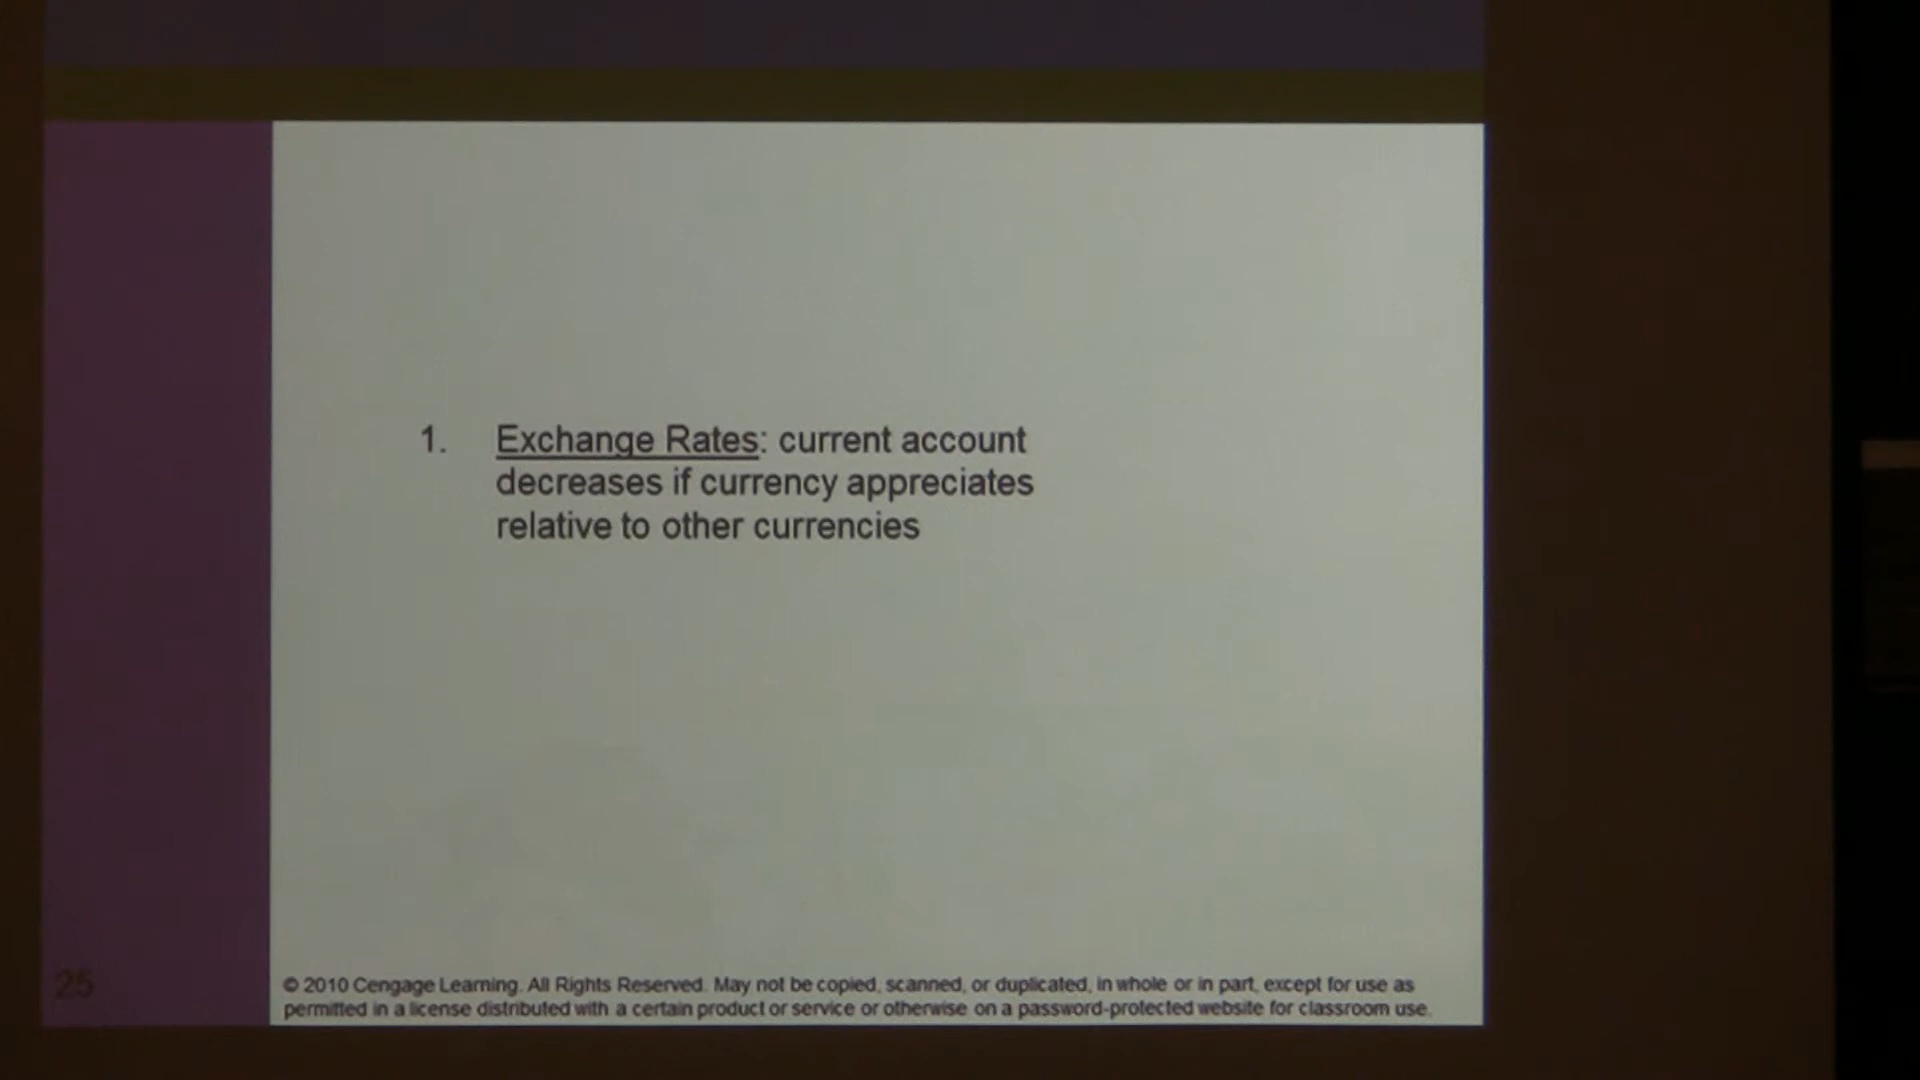 1. Exchange Rates: current account
decreases if currency appreciates
relative to other currencies
25
© 2010 Cengage Learning. All Rights Reserved. May not be copied, scanned, or duplicated, in whole or in part, except for use as
permitted in a license distributed with a certain product or service or otherwise on a password-protected website for classroom use.